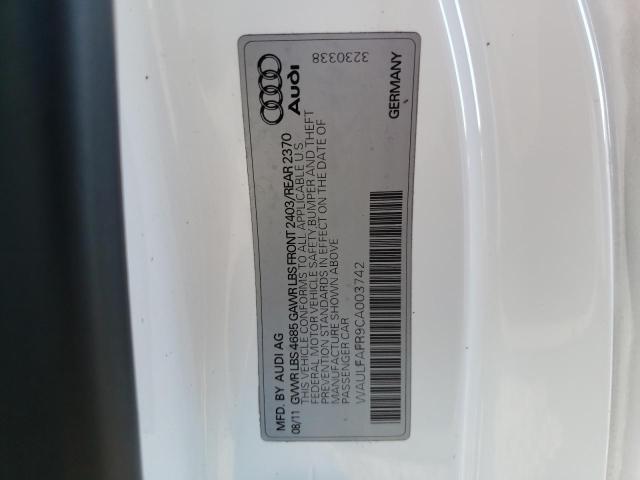 3230338
Audi
GERMANY
MFD. BY AUDI AG
08/11 GVWR LBS 4685 GAWR LBS FRONT 2403/REAR 2370
THIS VEHICLE CONFORMS TO ALL APPLICABLE U.S
FEDERAL MOTOR VEHICLE SAFETY, BUMPER AND THEFT
PREVENTION STANDARDS IN EFFECT ON THE DATE OF
MANUFACTURE SHOWN ABOVE
PASSENGER CAR
WAULFAFR9CA003742